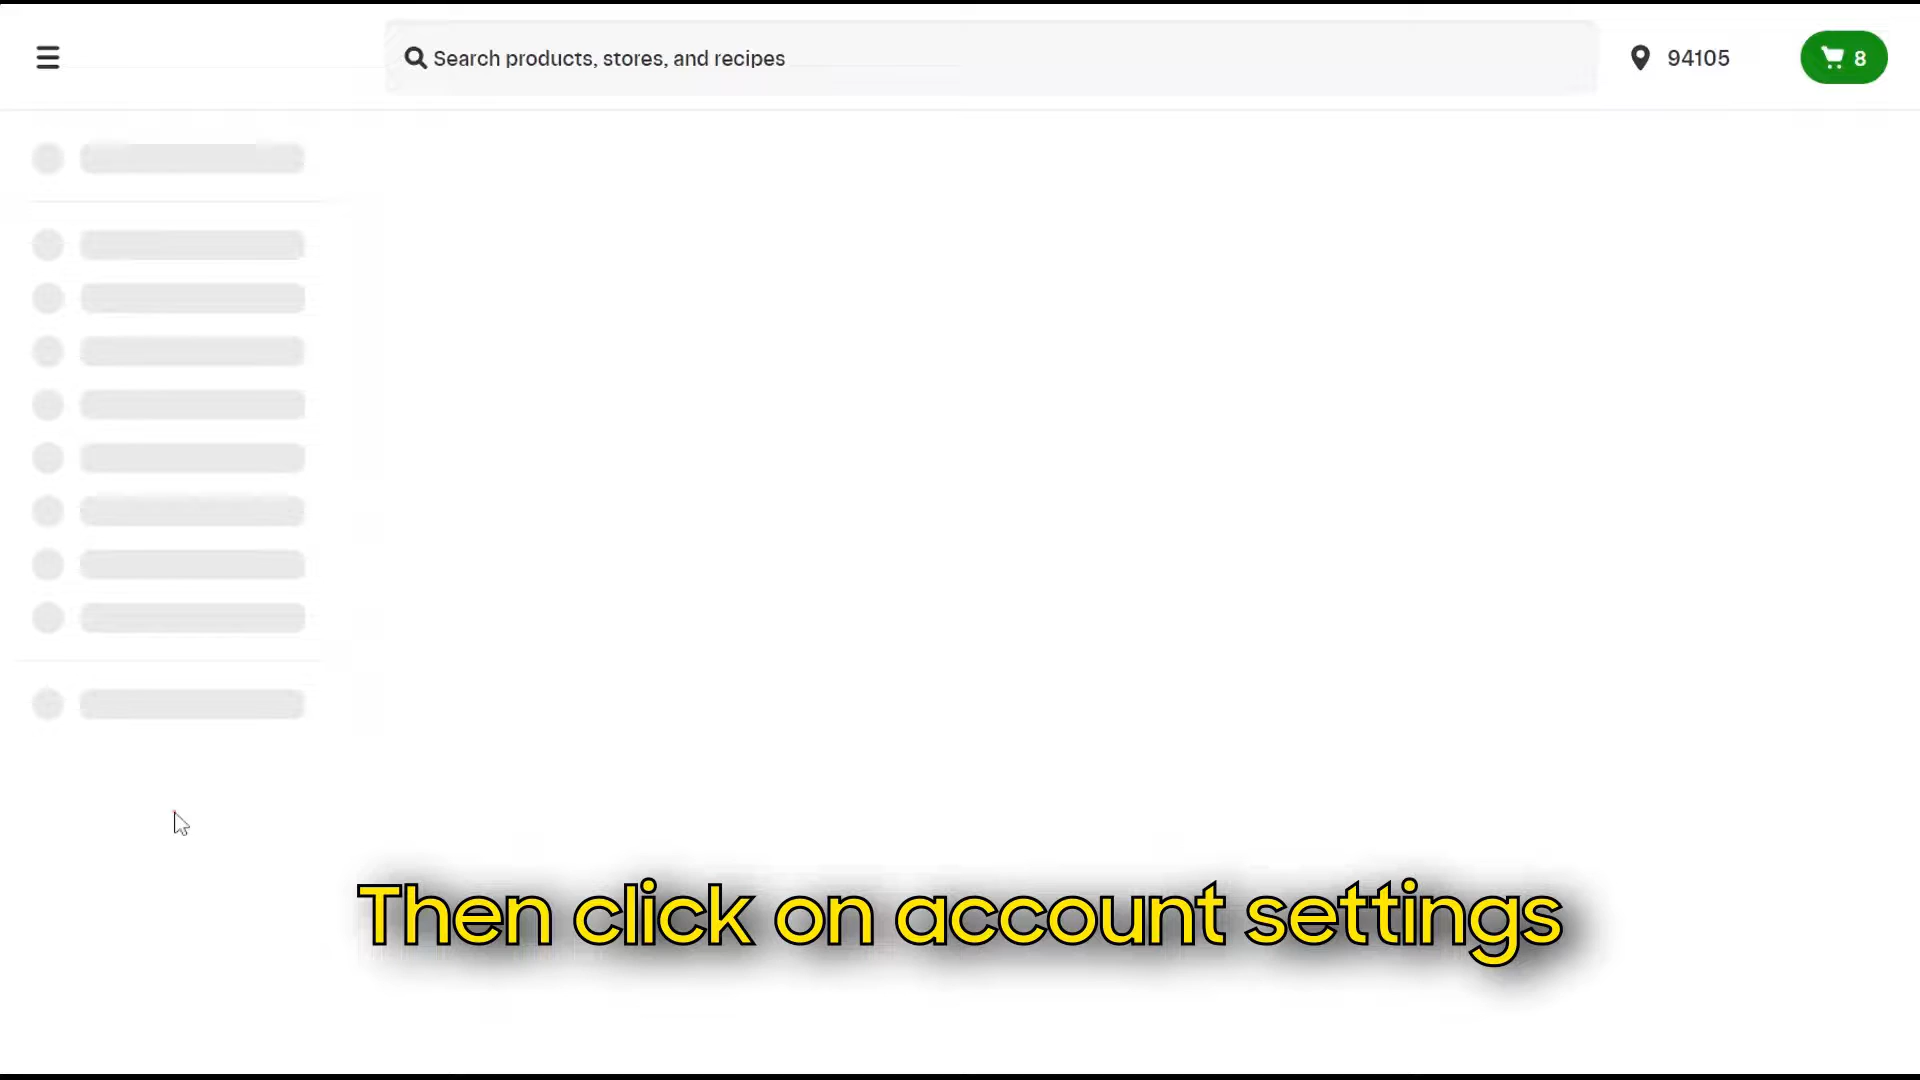 Search products, stores, and recipes
94105
8
Then click on account settings